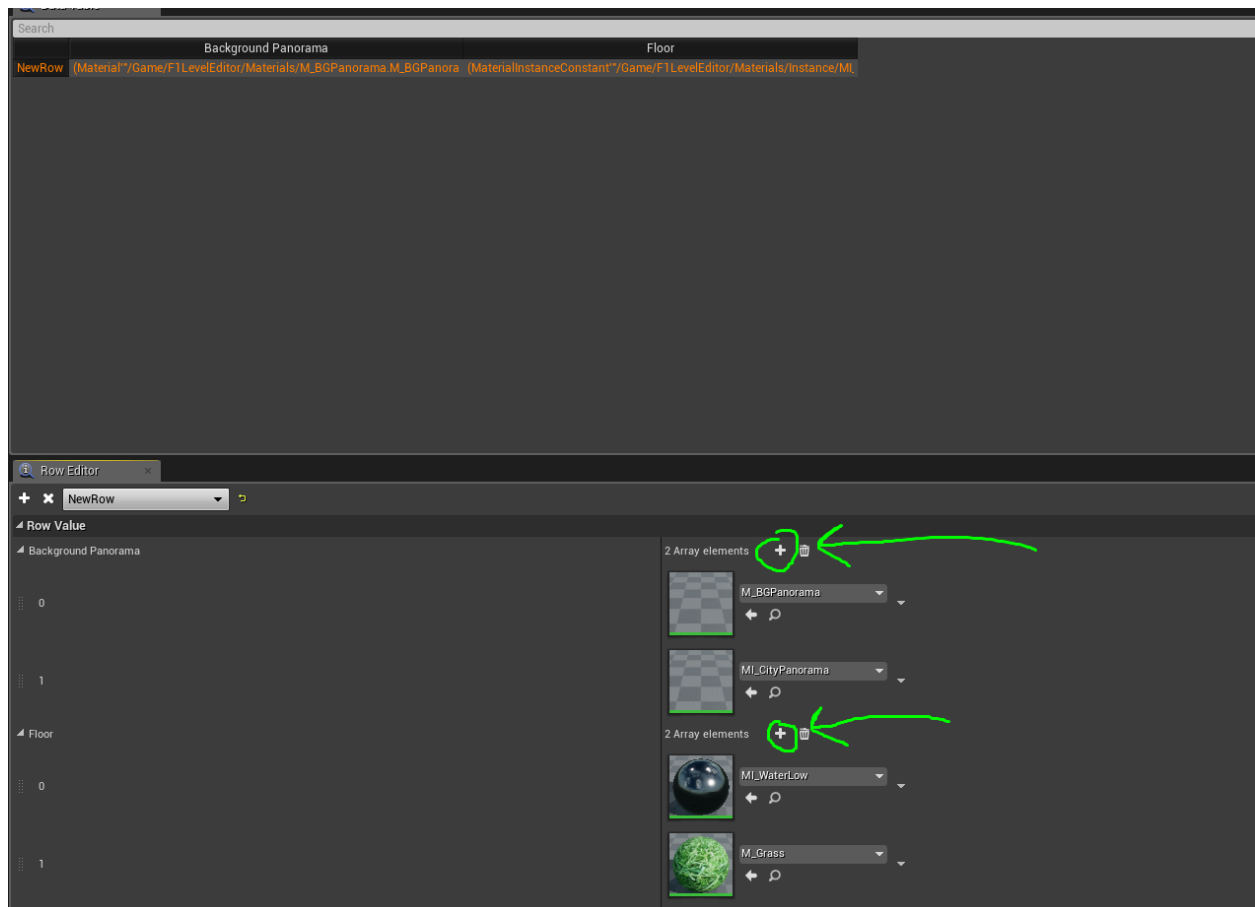 Search
Background Panorama Floor
NewRow (Material'"/Game/F1LevelEditor/Materials/M_BGPanorama.M_BGPanora (MaterialInstanceConstant'"/Game/F1LevelEditor/Materials/Instance/MI_
Row Editor
NewRow
Row Value
Background Panorama 2 Array elements
0 M_BGPanorama
1 MI_CityPanorama
Floor 2 Array elements
0 MI_WaterLow
1 M_Grass